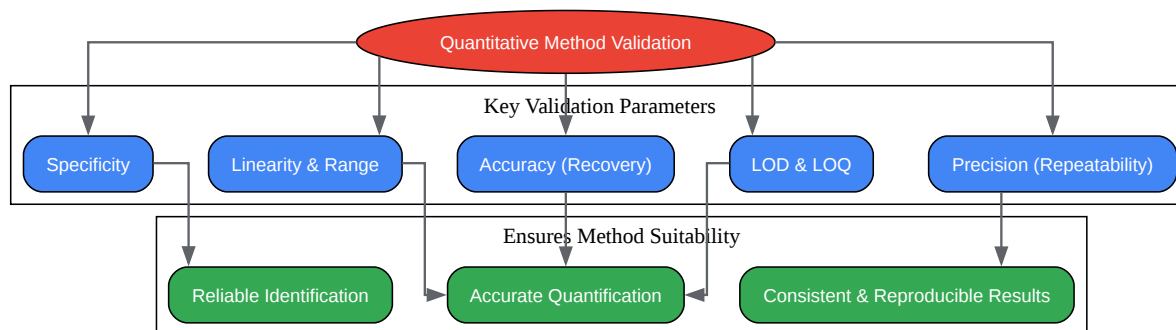 Quantitative Method Validation
Key Validation Parameters
Specificity
Linearity & Range
Accuracy (Recovery)
LOD & LOQ
Precision (Repeatability)
Ensures Method Suitability
Reliable Identification
Accurate Quantification
Consistent & Reproducible Results